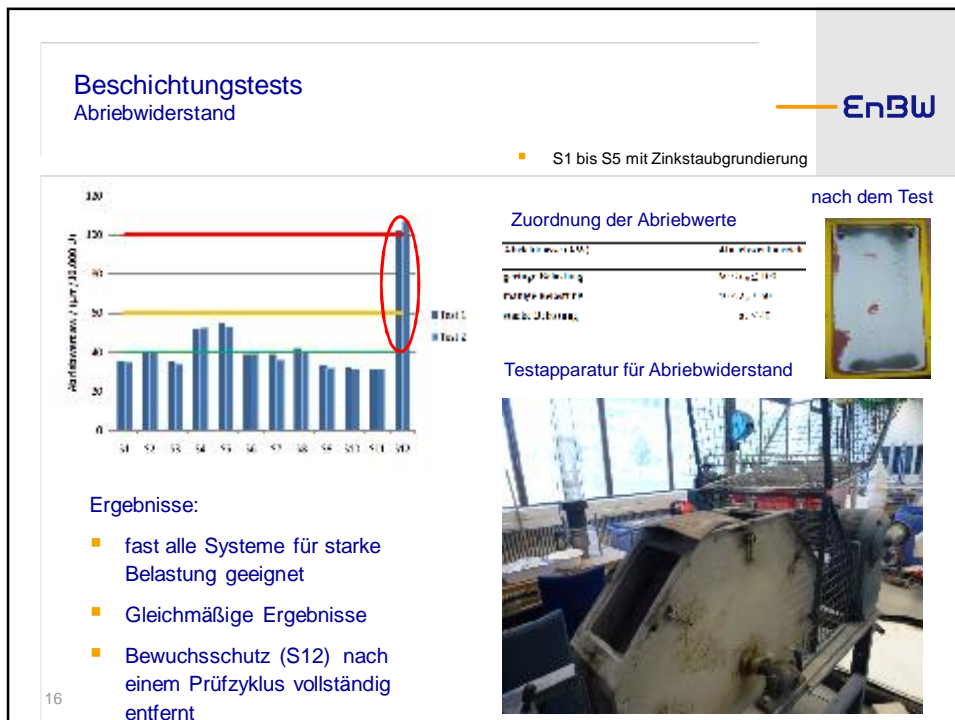 Beschichtungstests
Abriebwiderstand
EnBW
S1 bis S5 mit Zinkstaubgrundierung
nach dem Test
Zuordnung der Abriebwerte
120
100
80
60
40
20
0
S1 S2 S3 S4 S5 S6 S7 S8 S9 S10 S11 S12
Test 1
Test 2
Testapparatur für Abriebwiderstand
Ergebnisse:
fast alle Systeme für starke
Belastung geeignet
Gleichmäßige Ergebnisse
Bewuchsschutz (S12) nach
einem Prüfzyklus vollständig
entfernt
16